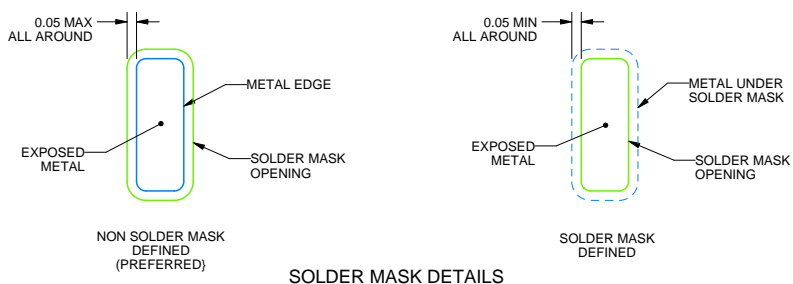 0.05 MAX
ALL AROUND
METAL EDGE
EXPOSED
METAL
SOLDER MASK
OPENING
NON SOLDER MASK
DEFINED
(PREFERRED}
0.05 MIN
ALL AROUND
METAL UNDER
SOLDER MASK
EXPOSED
METAL
SOLDER MASK
OPENING
SOLDER MASK
DEFINED
SOLDER MASK DETAILS